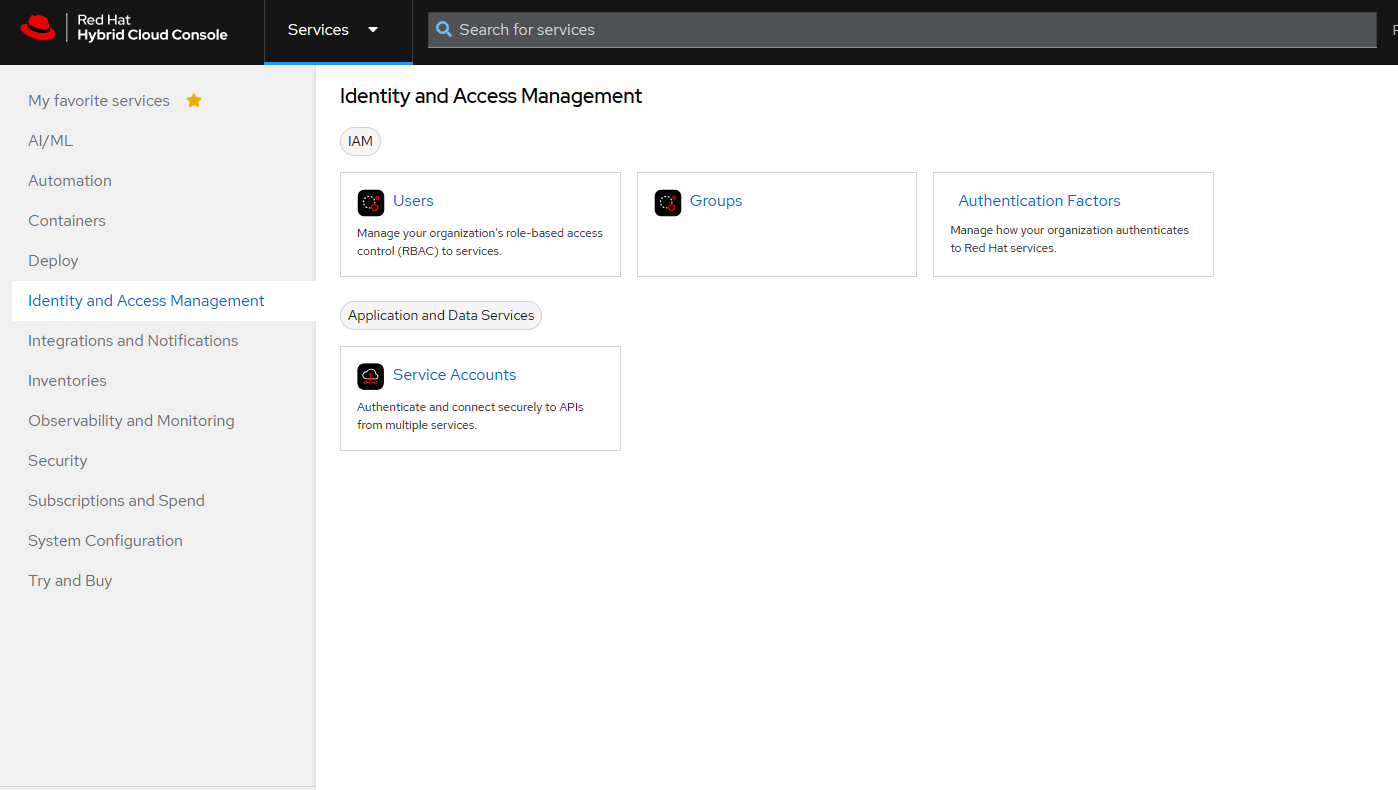 Red Hat
Hybrid Cloud Console
Services
Search for services
My favorite services
AI/ML
Automation
Containers
Deploy
Identity and Access Management
Integrations and Notifications
Inventories
Observability and Monitoring
Security
Subscriptions and Spend
System Configuration
Try and Buy
Identity and Access Management
IAM
Users
Manage your organization's role-based access
control (RBAC) to services.
Groups
Authentication Factors
Manage how your organization authenticates
to Red Hat services.
Application and Data Services
Service Accounts
Authenticate and connect securely to APIs
from multiple services.